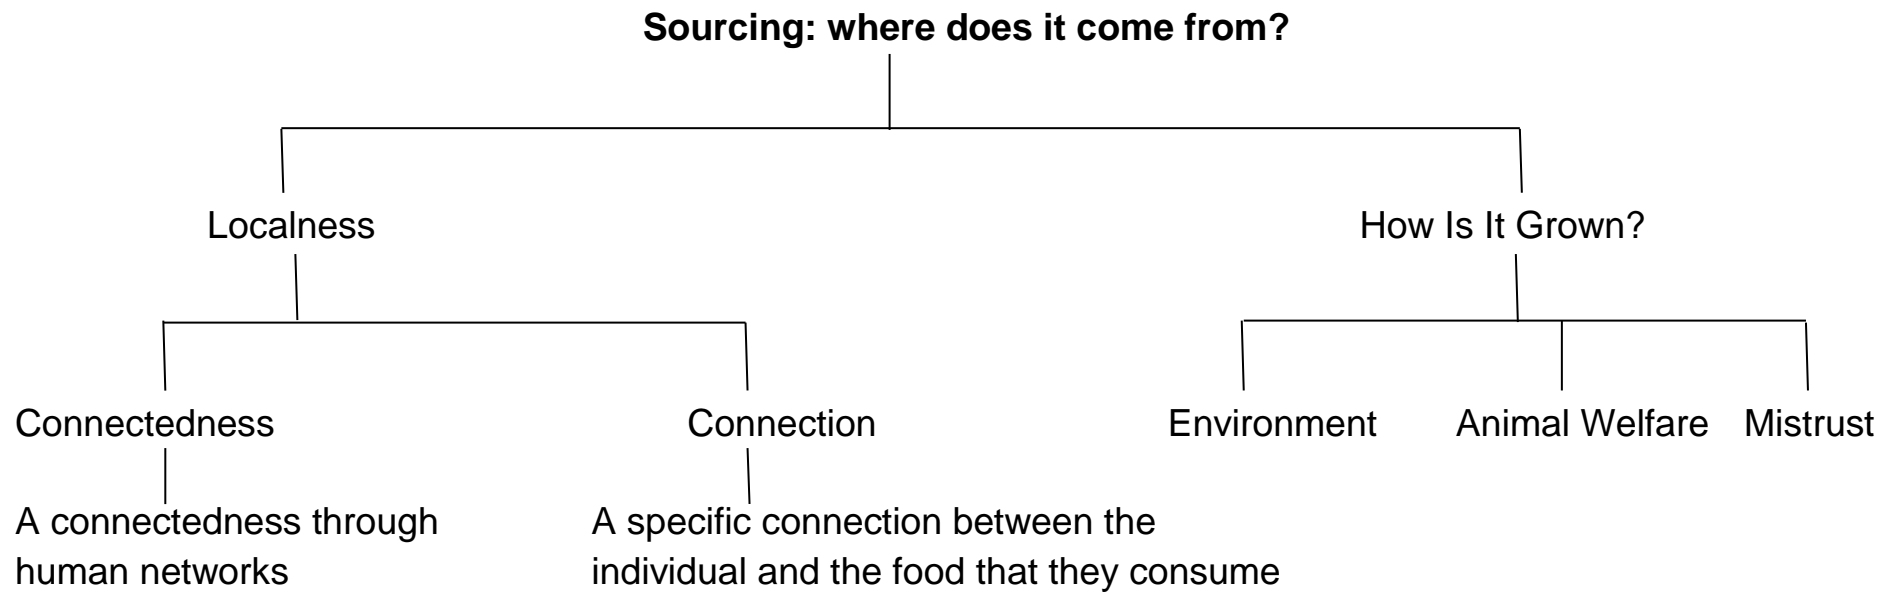 Sourcing: where does it come from?
Localness
How Is It Grown?
Connectedness
Connection
Environment
Animal Welfare
Mistrust
A connectedness through
human networks
A specific connection between the
individual and the food that they consume